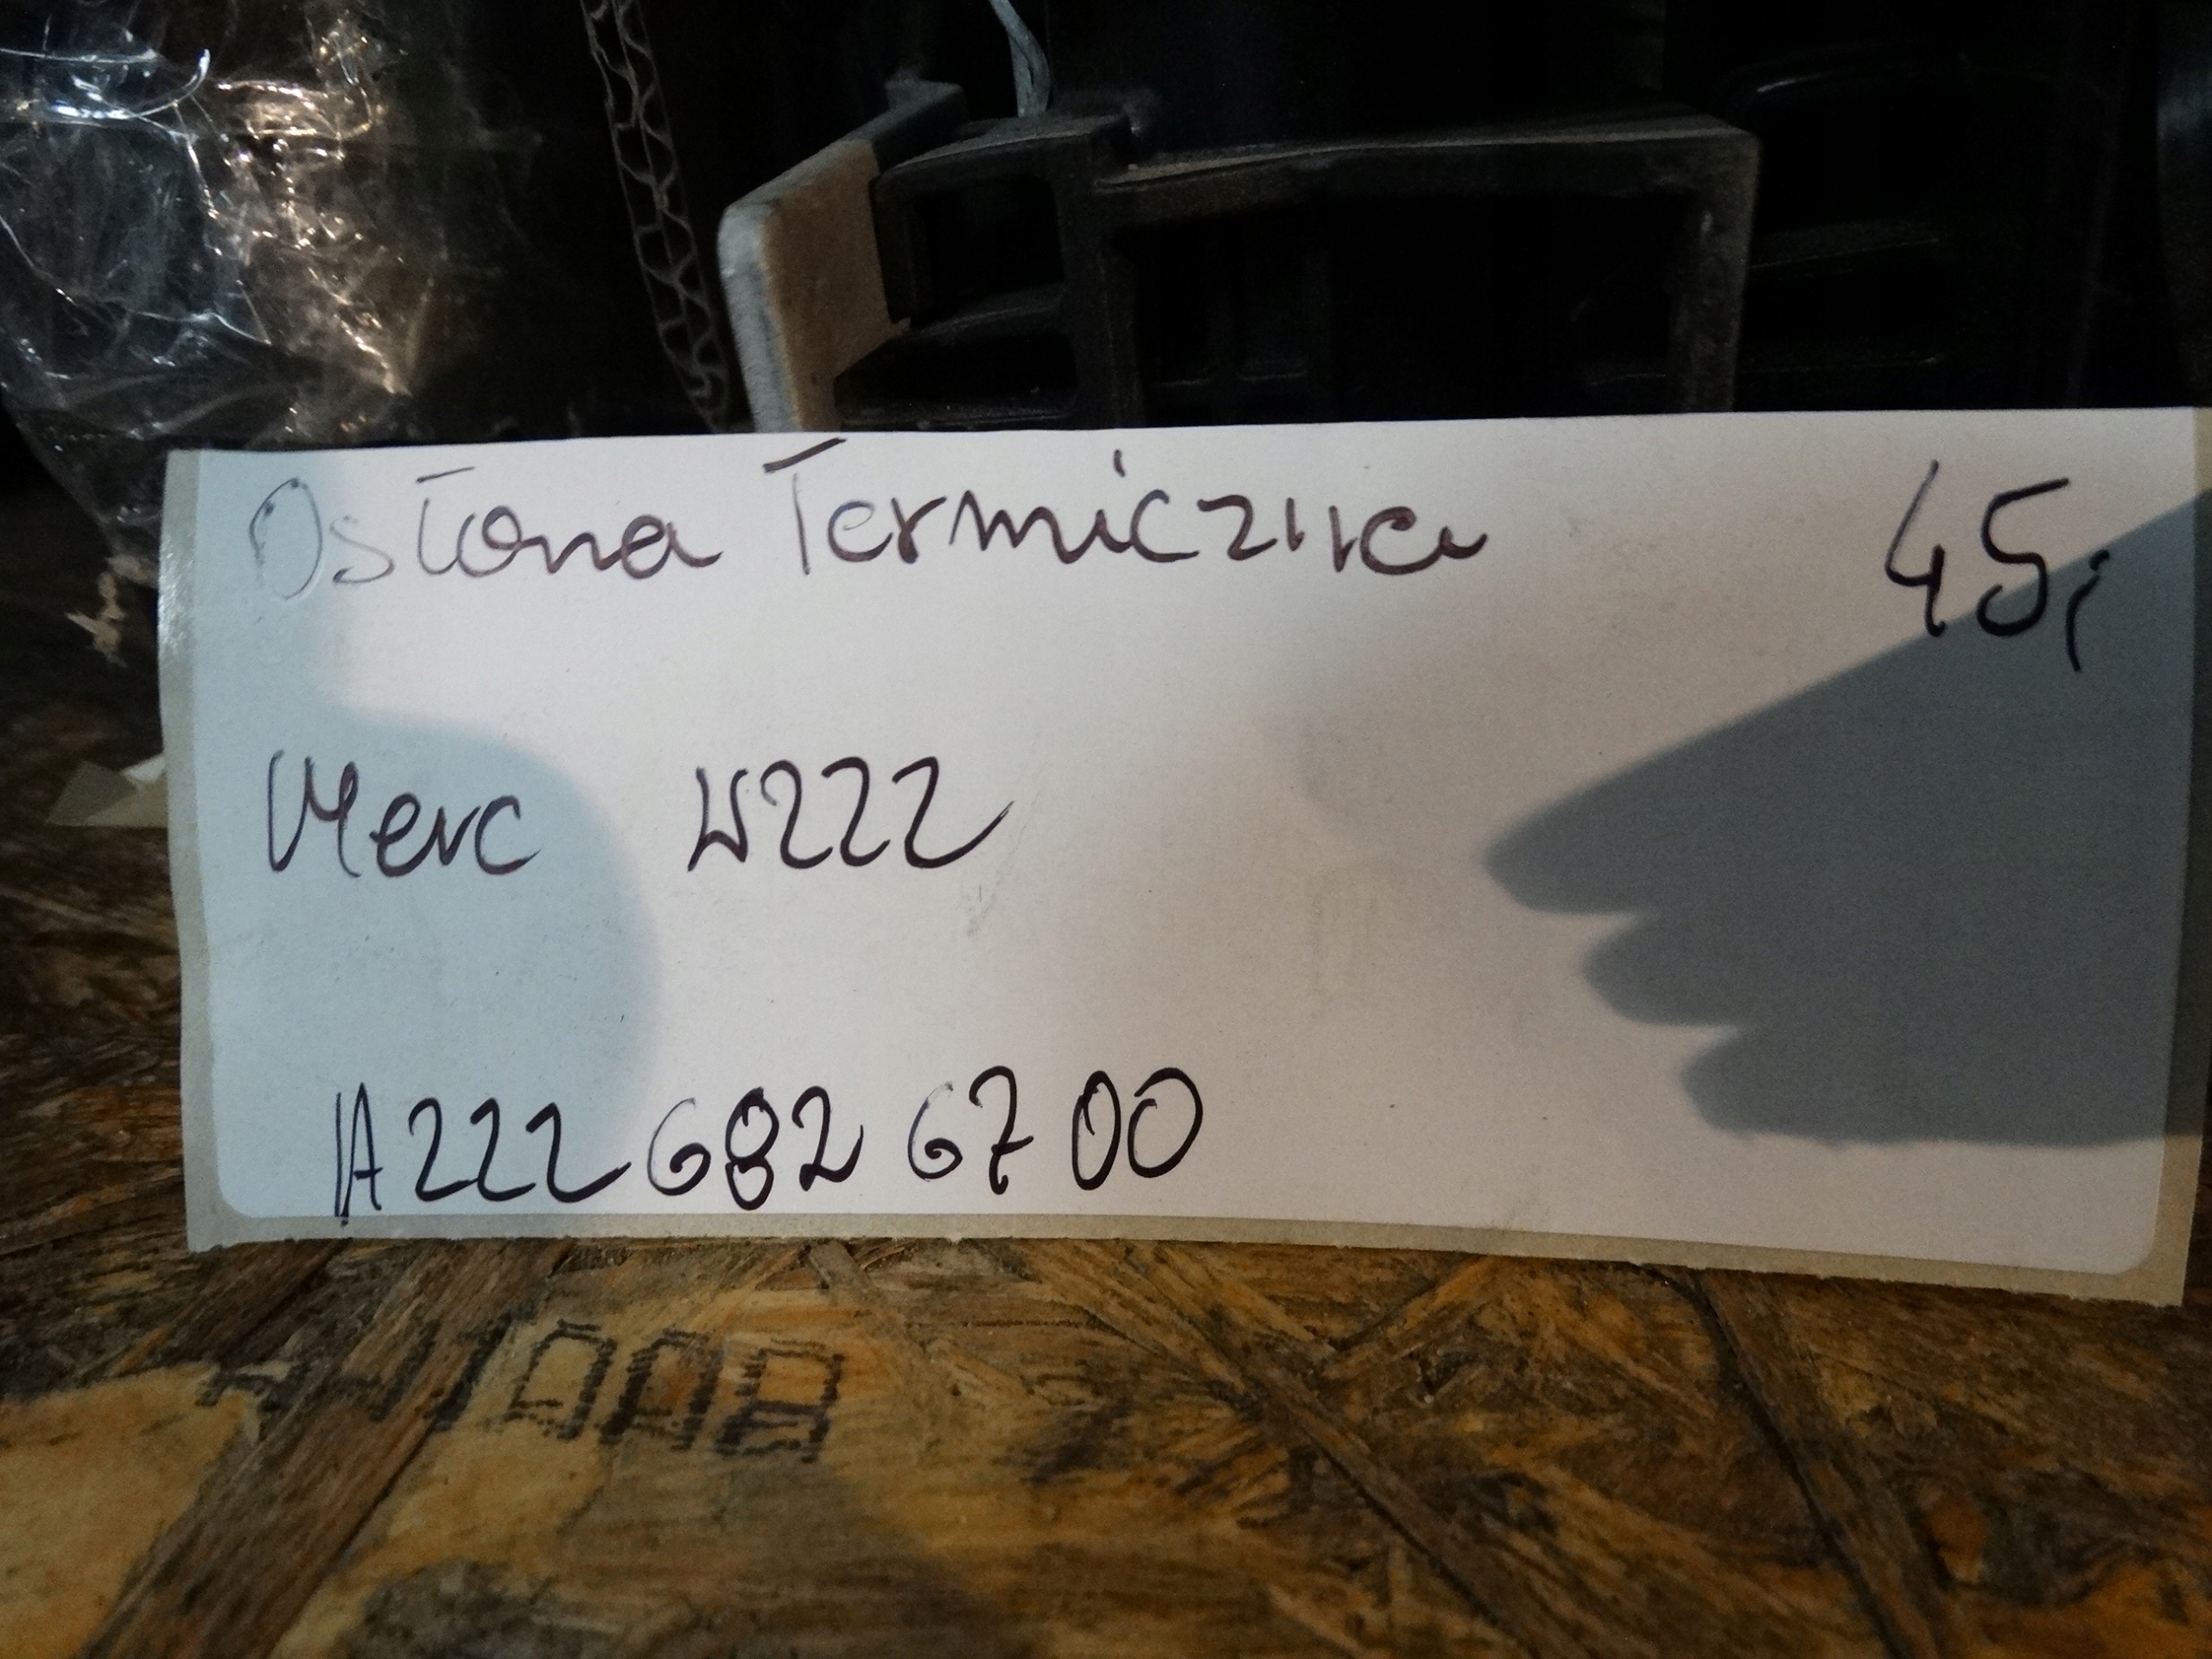 Osłona Termiczna 45,
Merc W222
A222 682 67 00